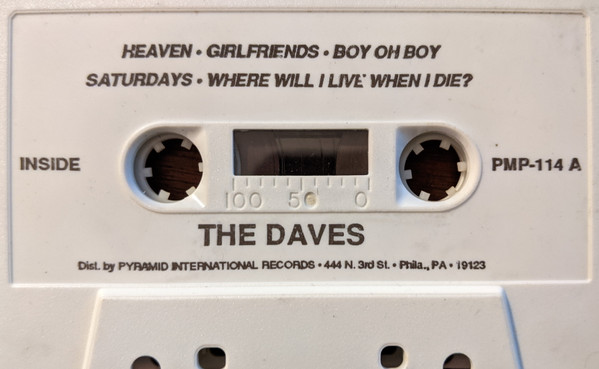 HEAVEN • GIRLFRIENDS • BOY OH BOY
SATURDAYS • WHERE WILL I LIVE WHEN I DIE?
INSIDE
PMP-114 A
100 50 0
THE DAVES
Dist. by PYRAMID INTERNATIONAL RECORDS • 444 N. 3rd St. • Phila., PA • 19123